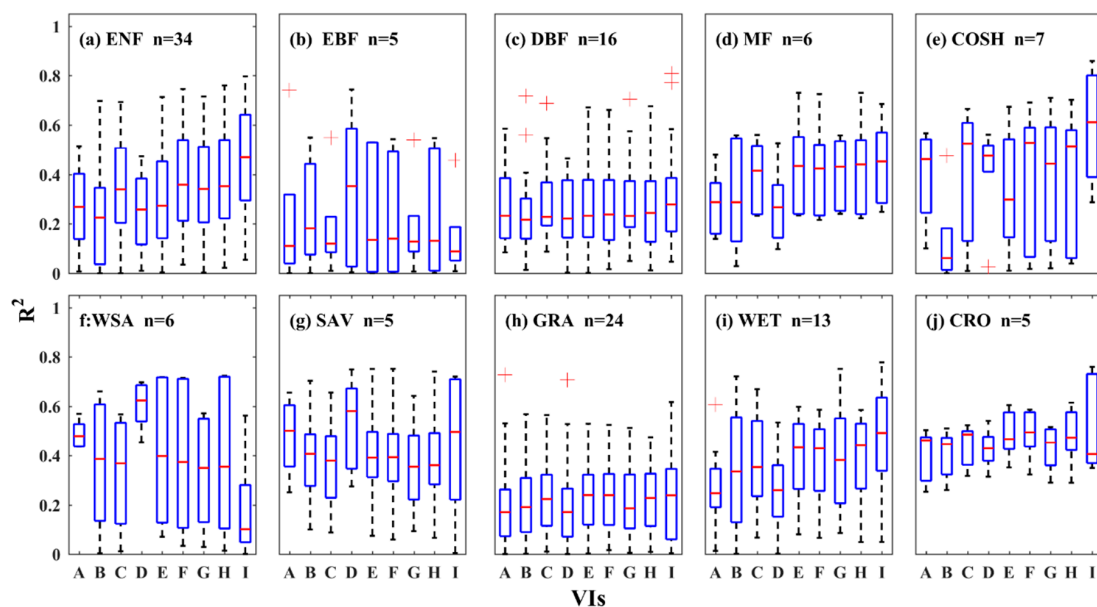 (a) ENF n=34
(b) EBF n=5
(c) DBF n=16
(d) MF n=6
(e) COSH n=7
1
0.8
0.6
0.4
0.2
0
f:WSA n=6
(g) SAV n=5
(h) GRA n=24
(i) WET n=13
(j) CRO n=5
1
0.8
0.6
0.4
0.2
0
R²
A B C D E F G H I
A B C D E F G H I
A B C D E F G H I
A B C D E F G H I
A B C D E F G H I
VIs